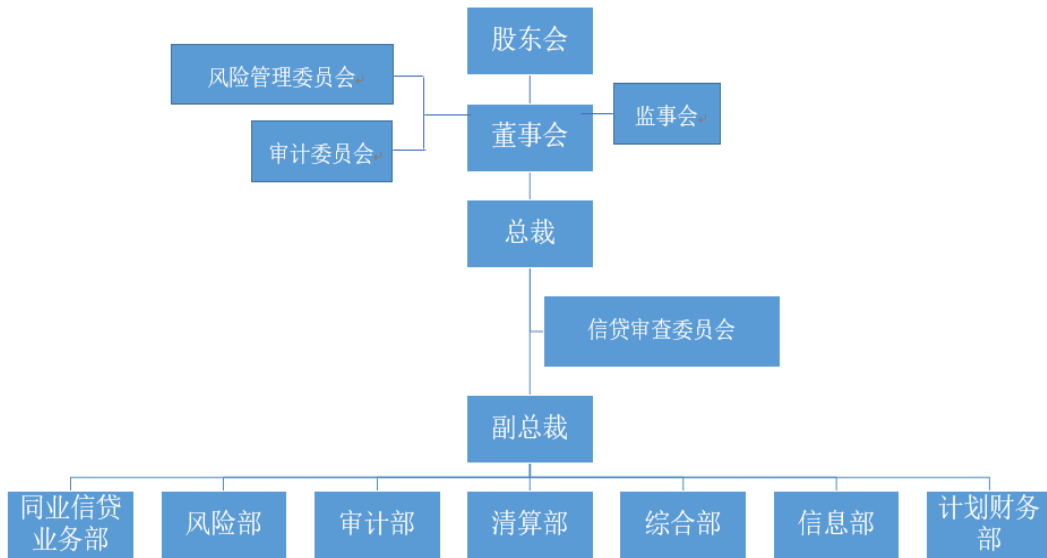 股东会
风险管理委员会
董事会
监事会
审计委员会
总裁
信贷审查委员会
副总裁
同业信贷
业务部
风险部
审计部
清算部
综合部
信息部
计划财务
部